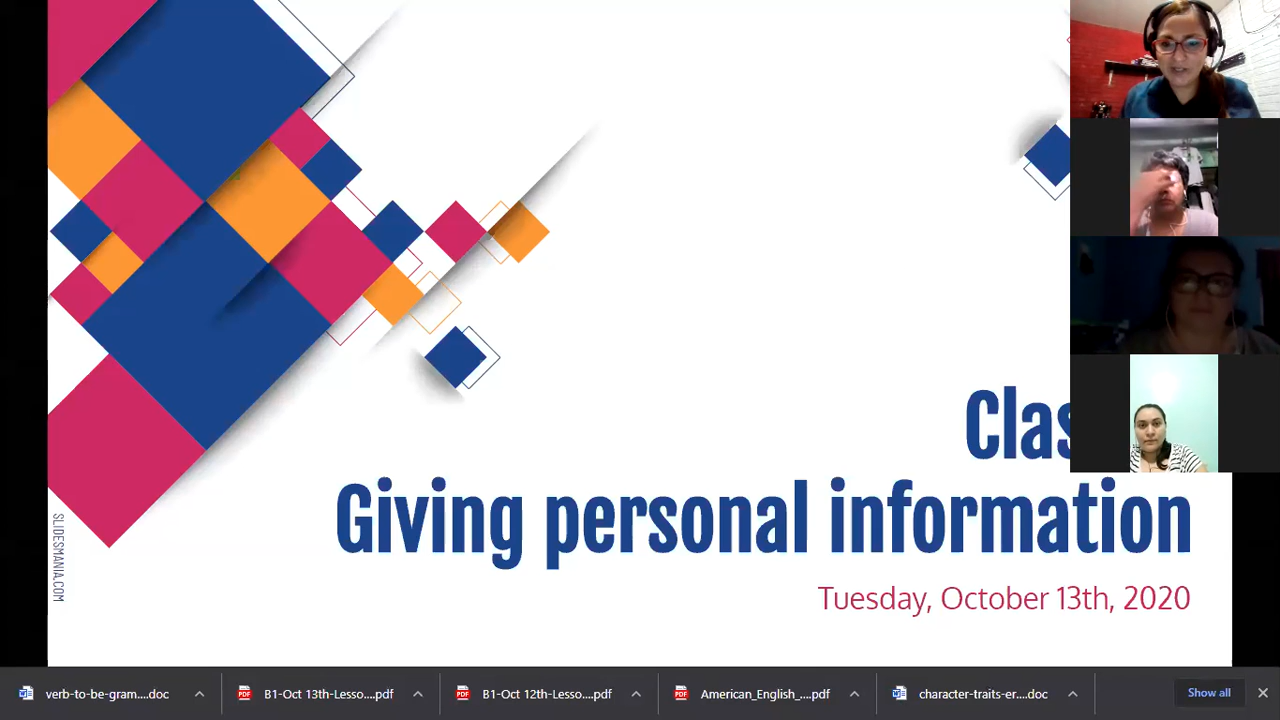 Giving personal information
Tuesday, October 13th, 2020
SLIDESMANIA.COM
verb-to-be-gram....doc
B1-Oct 13th-Lesso....pdf
B1-Oct 12th-Lesso....pdf
American_English_....pdf
character-traits-er....doc
Show all